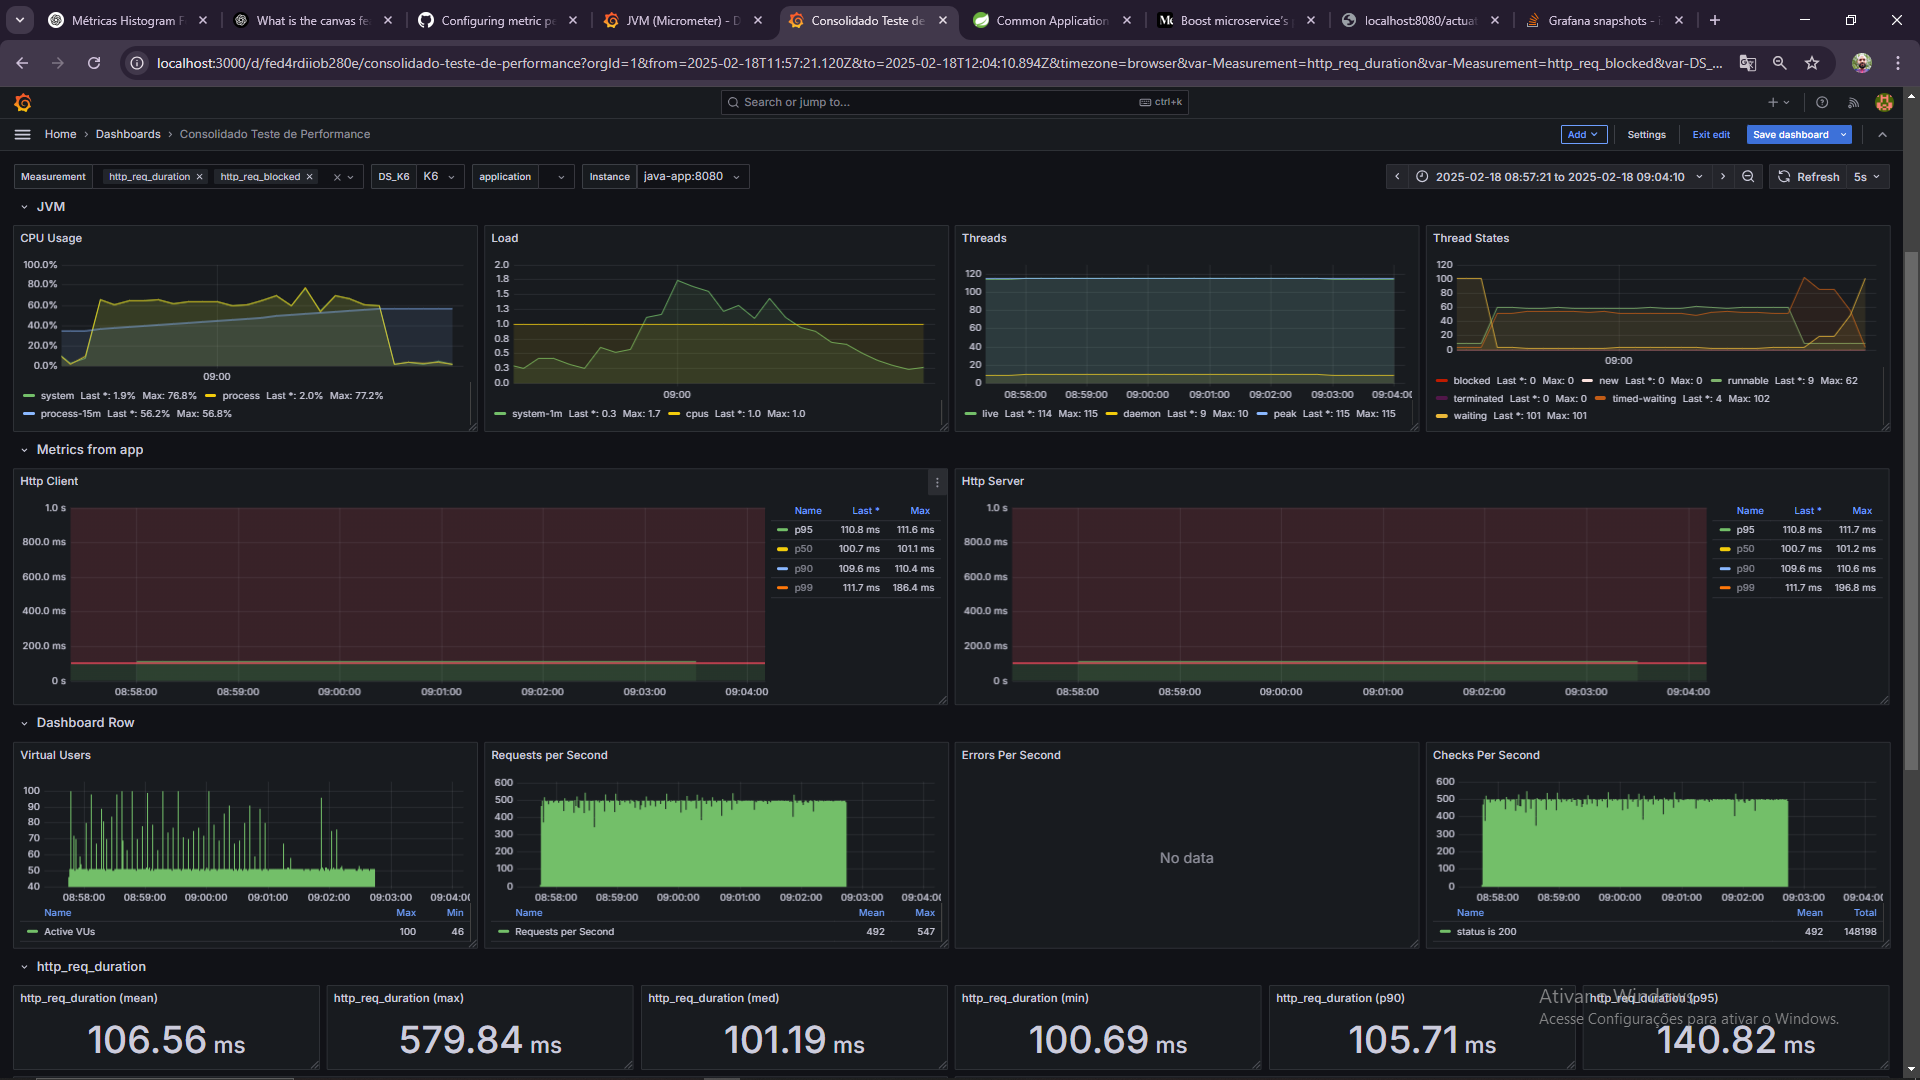 Métricas Histogram F
What is the canvas fe
Configuring metric pe
JVM (Micrometer) - D
Consolidado Teste de
Common Application
Boost microservice's
localhost:8080/actuat
Grafana snapshots -
localhost:3000/d/fed4rdiiob280e/consolidado-teste-de-performance?orgId=1&from=2025-02-18T11:57:21.120Z&to=2025-02-18T12:04:10.894Z&timezone=browser&var-Measurement=http_req_duration&var-Measurement=http_req_blocked&var-DS_...
Search or jump to... ctrl+k
Home › Dashboards › Consolidado Teste de Performance
Add Settings Exit edit Save dashboard
Measurement http_req_duration × http_req_blocked × DS_K6 K6 application Instance java-app:8080
2025-02-18 08:57:21 to 2025-02-18 09:04:10 Refresh 5s
JVM
CPU Usage
100.0%
80.0%
60.0%
40.0%
20.0%
0.0%
09:00
system Last *: 1.9% Max: 76.8% process Last *: 2.0% Max: 77.2%
process-15m Last *: 56.2% Max: 56.8%
Load
2.0
1.8
1.5
1.3
1.0
0.8
0.5
0.3
0.0
09:00
system-1m Last *: 0.3 Max: 1.7 cpus Last *: 1.0 Max: 1.0
Threads
120
100
80
60
40
20
0
08:58:00 08:59:00 09:00:00 09:01:00 09:02:00 09:03:00 09:04:0
live Last *: 114 Max: 115 daemon Last *: 9 Max: 10 peak Last *: 115 Max: 115
Thread States
120
100
80
60
40
20
0
09:00
blocked Last *: 0 Max: 0 new Last *: 0 Max: 0 runnable Last *: 9 Max: 62
terminated Last *: 0 Max: 0 timed-waiting Last *: 4 Max: 102
waiting Last *: 101 Max: 101
Metrics from app
Http Client
1.0 s
800.0 ms
600.0 ms
400.0 ms
200.0 ms
0 s
08:58:00 08:59:00 09:00:00 09:01:00 09:02:00 09:03:00 09:04:00
Name Last * Max
p95 110.8 ms 111.6 ms
p50 100.7 ms 101.1 ms
p90 109.6 ms 110.4 ms
p99 111.7 ms 186.4 ms
Http Server
1.0 s
800.0 ms
600.0 ms
400.0 ms
200.0 ms
0 s
08:58:00 08:59:00 09:00:00 09:01:00 09:02:00 09:03:00 09:04:00
Name Last * Max
p95 110.8 ms 111.7 ms
p50 100.7 ms 101.2 ms
p90 109.6 ms 110.6 ms
p99 111.7 ms 196.8 ms
Dashboard Row
Virtual Users
100
90
80
70
60
50
40
08:58:00 08:59:00 09:00:00 09:01:00 09:02:00 09:03:00 09:04:0
Name Max Min
Active VUs 100 46
Requests per Second
600
500
400
300
200
100
0
08:58:00 08:59:00 09:00:00 09:01:00 09:02:00 09:03:00 09:04:0
Name Mean Max
Requests per Second 492 547
Errors Per Second
No data
Checks Per Second
600
500
400
300
200
100
0
08:58:00 08:59:00 09:00:00 09:01:00 09:02:00 09:03:00 09:04:0
Name Mean Total
status is 200 492 148198
http_req_duration
http_req_duration (mean)
106.56 ms
http_req_duration (max)
579.84 ms
http_req_duration (med)
101.19 ms
http_req_duration (min)
100.69 ms
http_req_duration (p90)
105.71 ms
http_req_duration (p95)
140.82 ms
Ativar o Windows
Acesse Configurações para ativar o Windows.